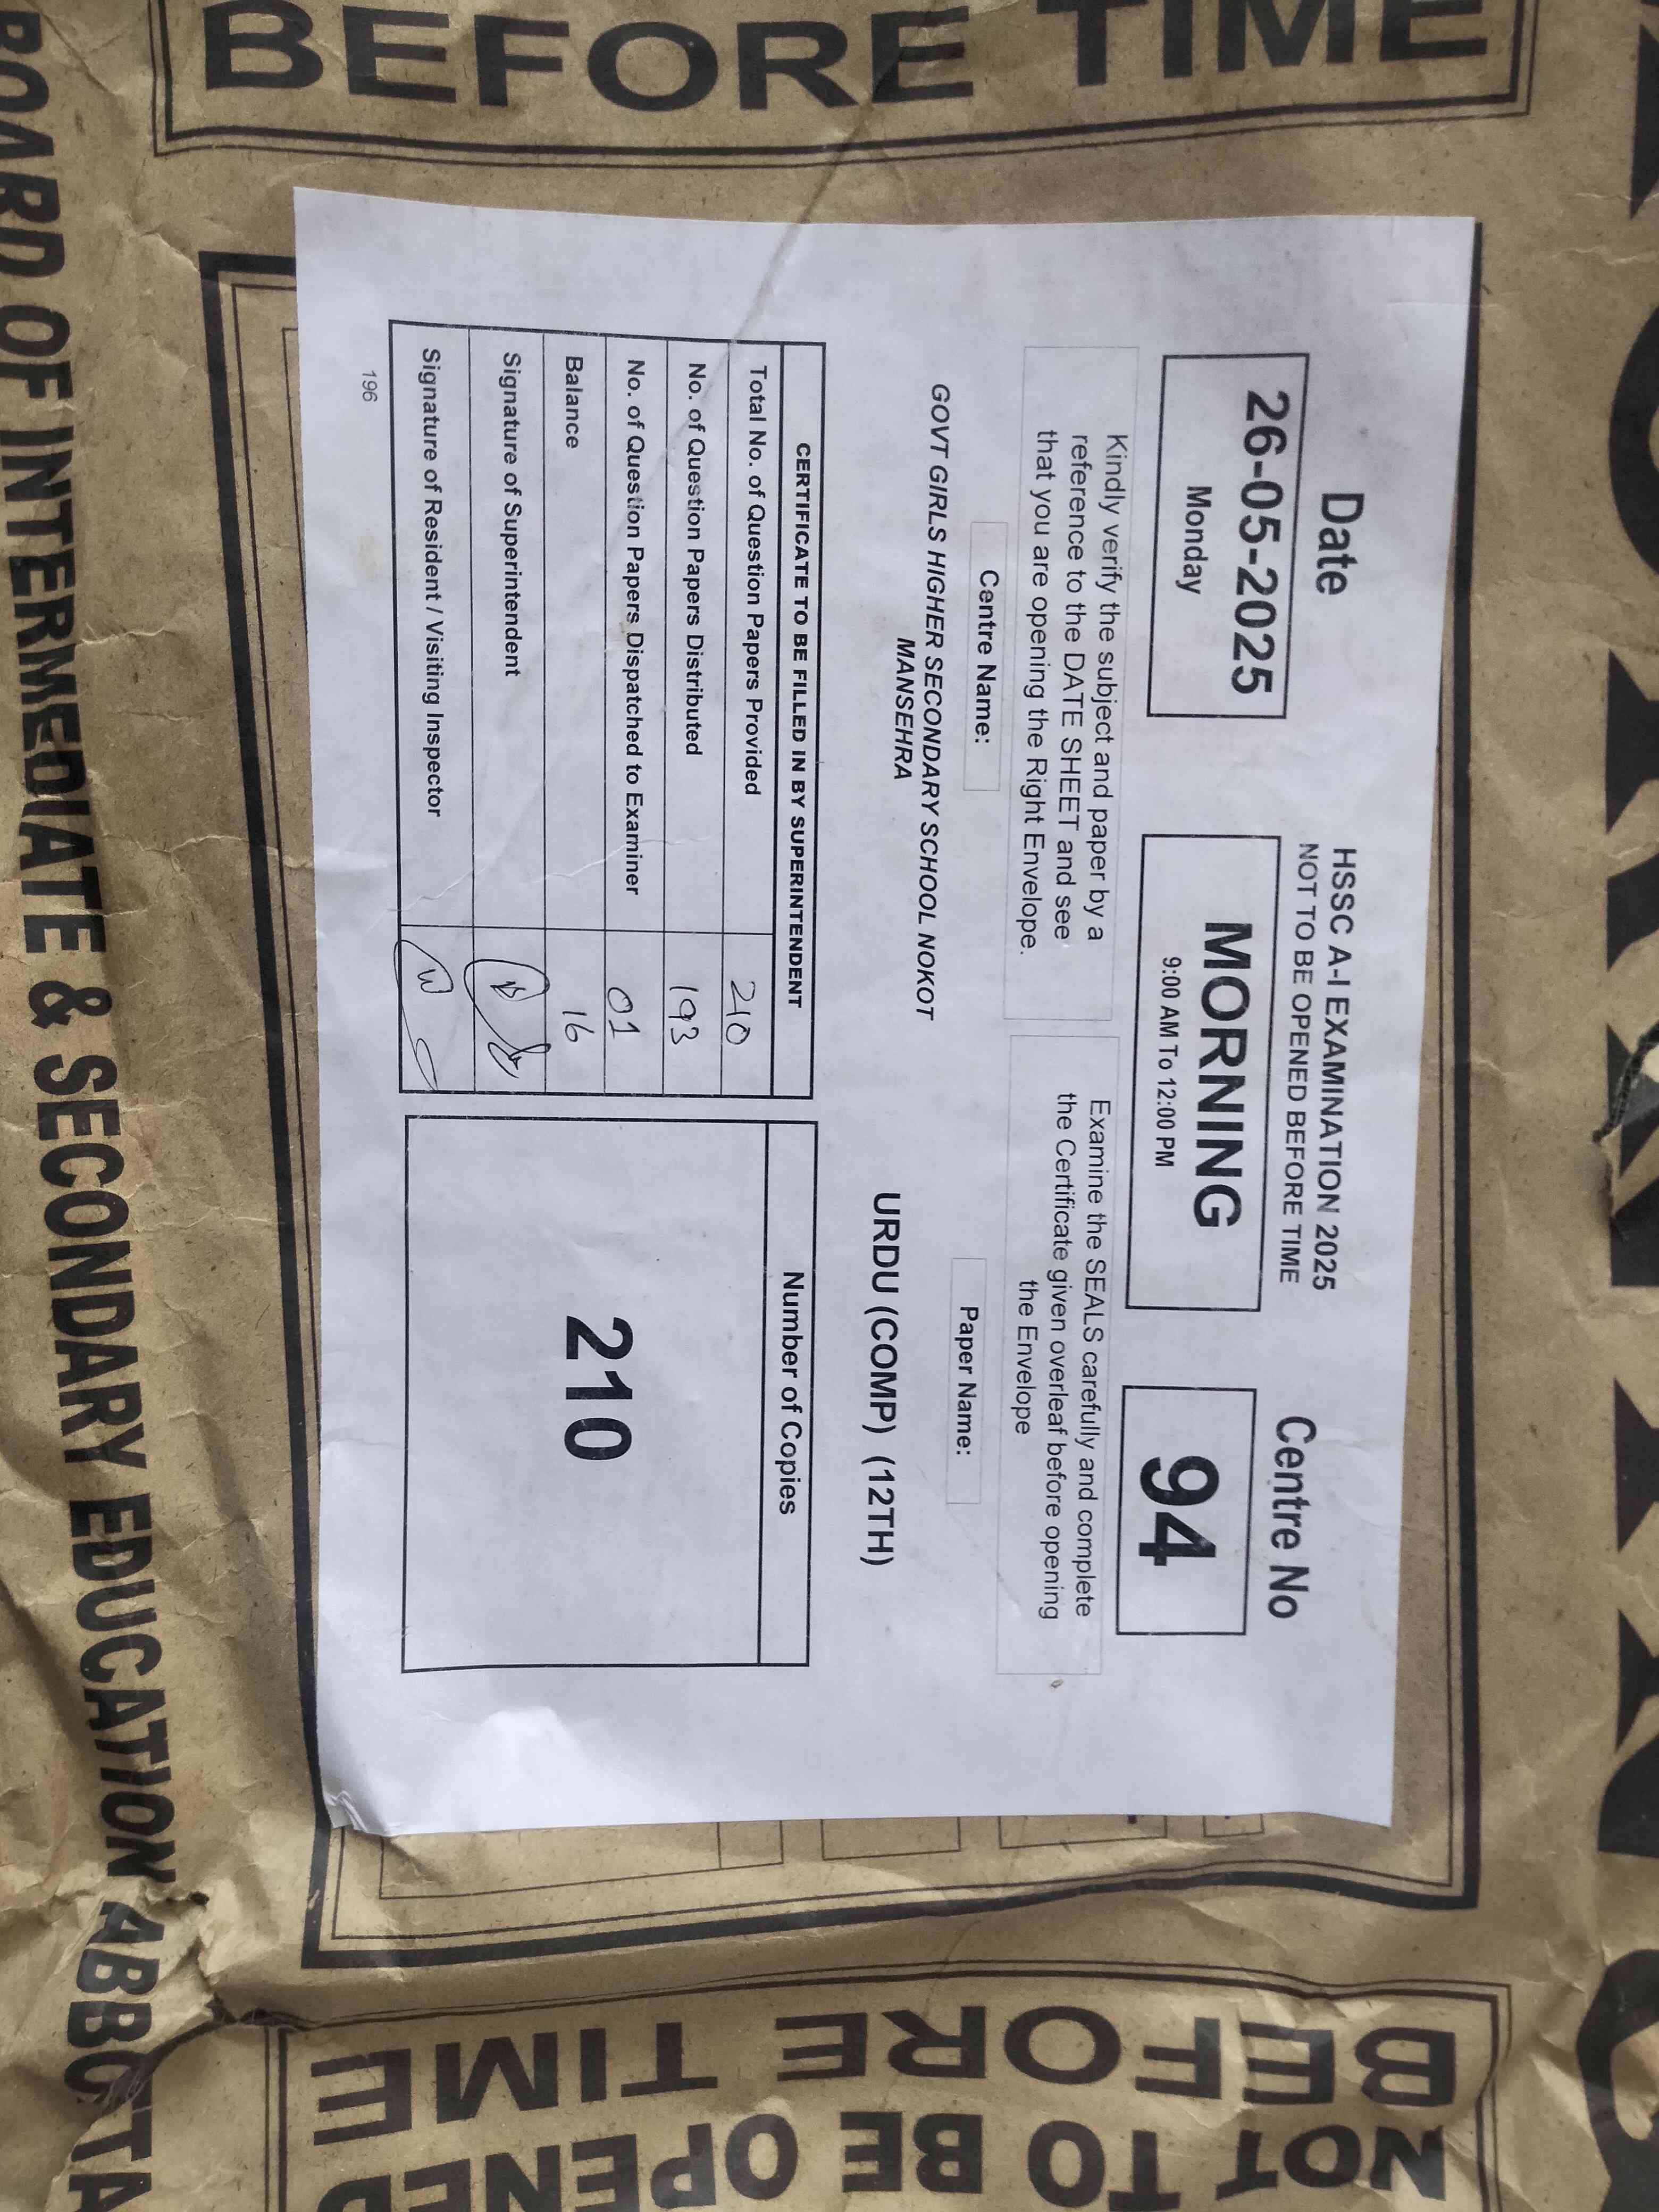 BEFORE TIME
Date
26-05-2025
Monday
HSSC A-I EXAMINATION 2025
NOT TO BE OPENED BEFORE TIME
MORNING
9:00 AM To 12:00 PM
Centre No
94
Kindly verify the subject and paper by a
reference to the DATE SHEET and see
that you are opening the Right Envelope.
Examine the SEALS carefully and complete
the Certificate given overleaf before opening
the Envelope
Centre Name:
GOVT GIRLS HIGHER SECONDARY SCHOOL NOKOT
MANSEHRA
Paper Name:
URDU (COMP) (12TH)
CERTIFICATE TO BE FILLED IN BY SUPERINTENDENT
Total No. of Question Papers Provided 210
No. of Question Papers Distributed 193
No. of Question Papers Dispatched to Examiner 01
Balance 16
Signature of Superintendent
Signature of Resident / Visiting Inspector
Number of Copies
210
196
BOARD OF INTERMEDIATE & SECONDARY EDUCATION ABBOTTA
NOT TO BE OPENED
BEFORE TIME